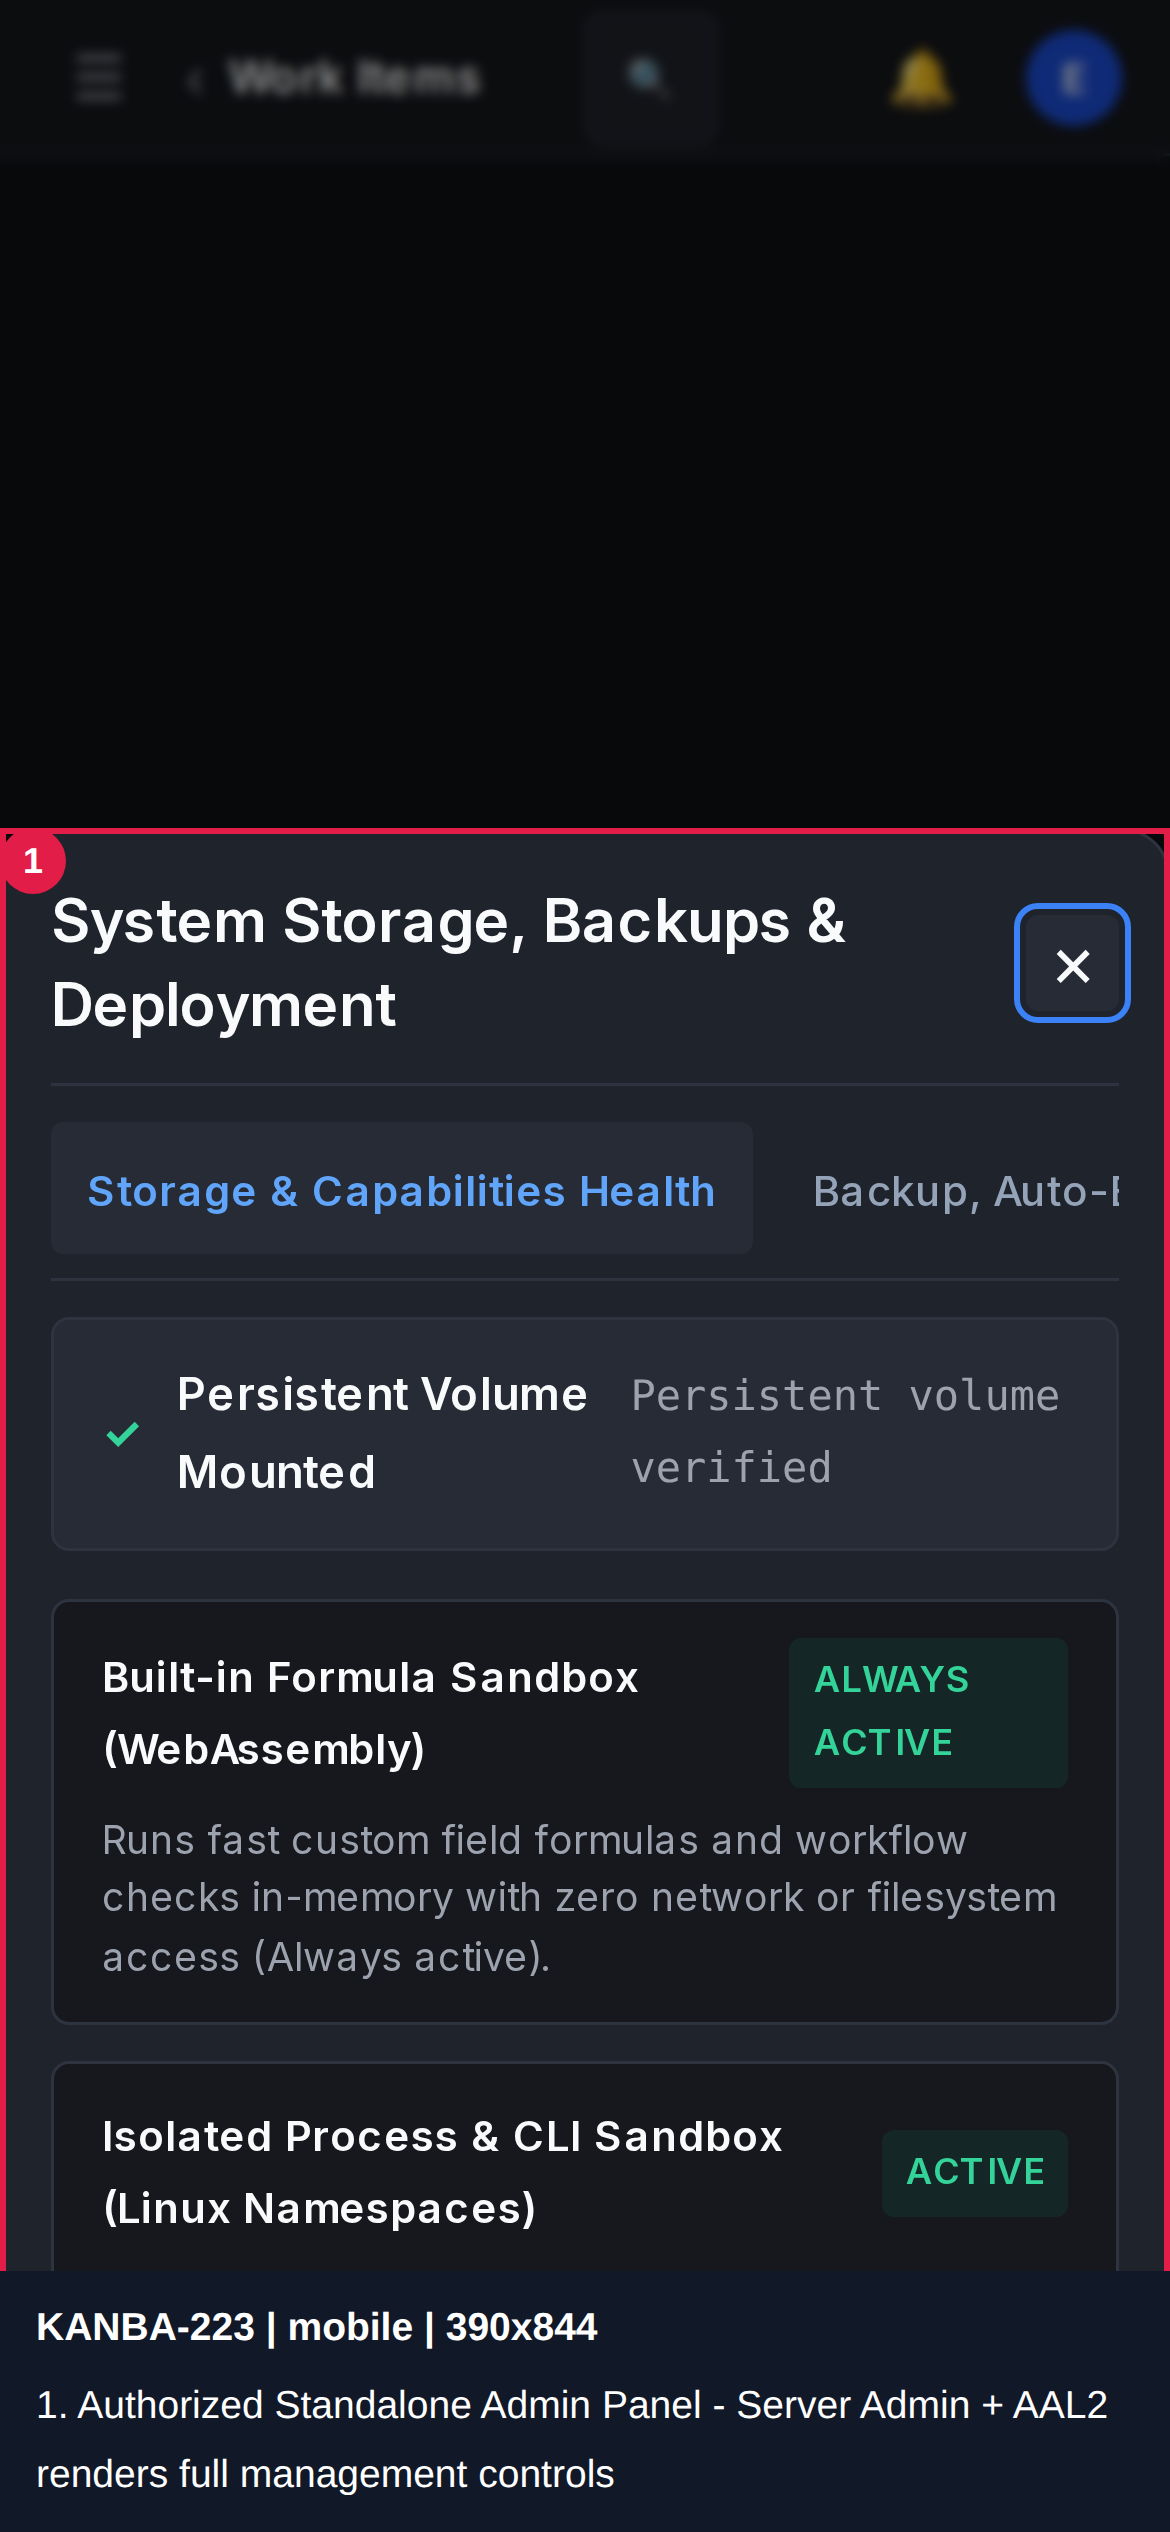 Work Items
E
1
System Storage, Backups &
Deployment
Storage & Capabilities Health
Backup, Auto-
Persistent Volume
Mounted
Persistent volume
verified
Built-in Formula Sandbox
(WebAssembly)
ALWAYS
ACTIVE
Runs fast custom field formulas and workflow
checks in-memory with zero network or filesystem
access (Always active).
Isolated Process & CLI Sandbox
(Linux Namespaces)
ACTIVE
KANBA-223 | mobile | 390x844
1. Authorized Standalone Admin Panel - Server Admin + AAL2
renders full management controls